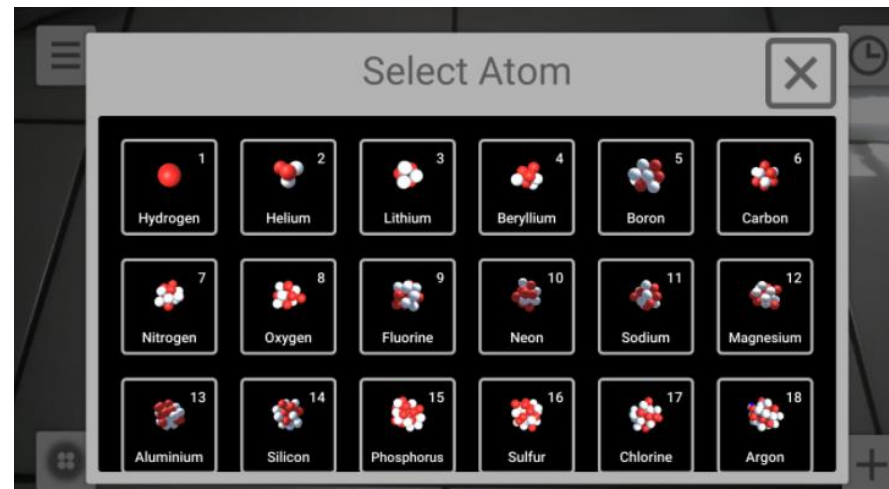 Select Atom
1 2 3 4 5 6
Hydrogen Helium Lithium Beryllium Boron Carbon
7 8 9 10 11 12
Nitrogen Oxygen Fluorine Neon Sodium Magnesium
13 14 15 16 17 18
Aluminium Silicon Phosphorus Sulfur Chlorine Argon